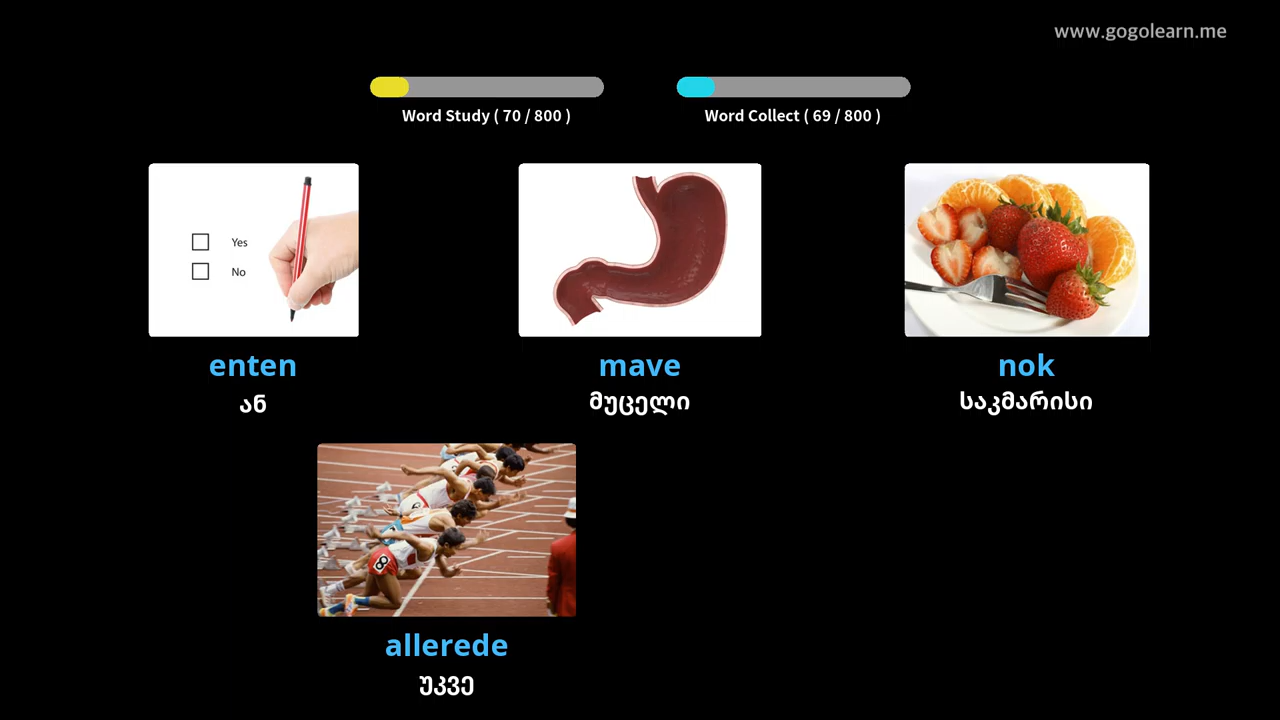 www.gogolearn.me
Word Study ( 70 / 800 )
Word Collect ( 69 / 800 )
Yes
No
enten
ან
mave
მუცელი
nok
საკმარისი
8
allerede
უკვე